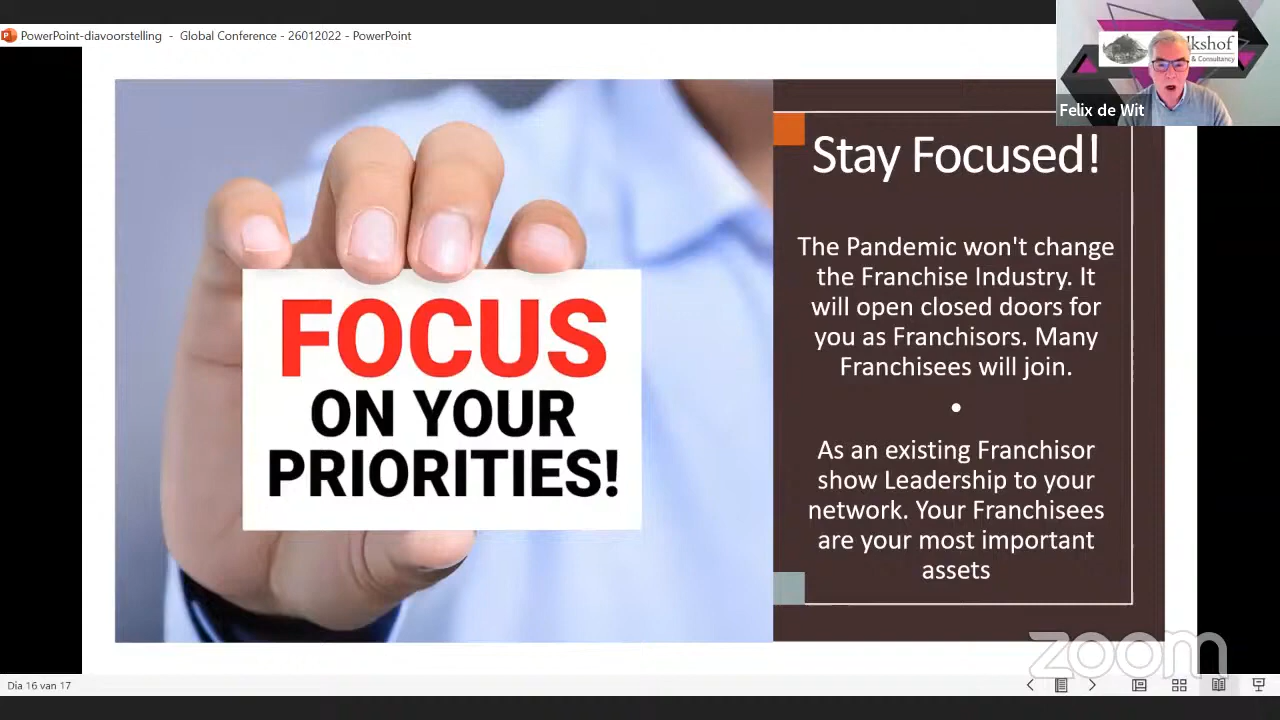 PowerPoint-diavoorstelling - Global Conference - 26012022 - PowerPoint
lkshof
& Consultancy
Felix de Wit
FOCUS
ON YOUR
PRIORITIES!
Stay Focused!
The Pandemic won't change
the Franchise Industry. It
will open closed doors for
you as Franchisors. Many
Franchisees will join.
•
As an existing Franchisor
show Leadership to your
network. Your Franchisees
are your most important
assets
zoom
Dia 16 van 17